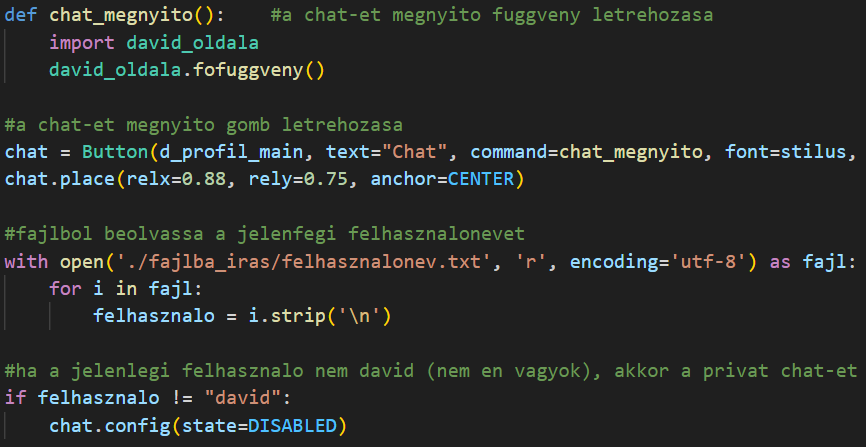 def chat_megnyito():    #a chat-et megnyito fuggveny letrehozasa
    import david_oldala
    david_oldala.fofuggveny()
#a chat-et megnyito gomb letrehozasa
chat = Button(d_profil_main, text="Chat", command=chat_megnyito, font=stilus,
chat.place(relx=0.88, rely=0.75, anchor=CENTER)
#fajlbol beolvassa a jelenfegi felhasznalonevet
with open('./fajlba_iras/felhasznalonev.txt', 'r', encoding='utf-8') as fajl:
    for i in fajl:
        felhasznalo = i.strip('\n')
#ha a jelenlegi felhasznalo nem david (nem en vagyok), akkor a privat chat-et
if felhasznalo != "david":
    chat.config(state=DISABLED)